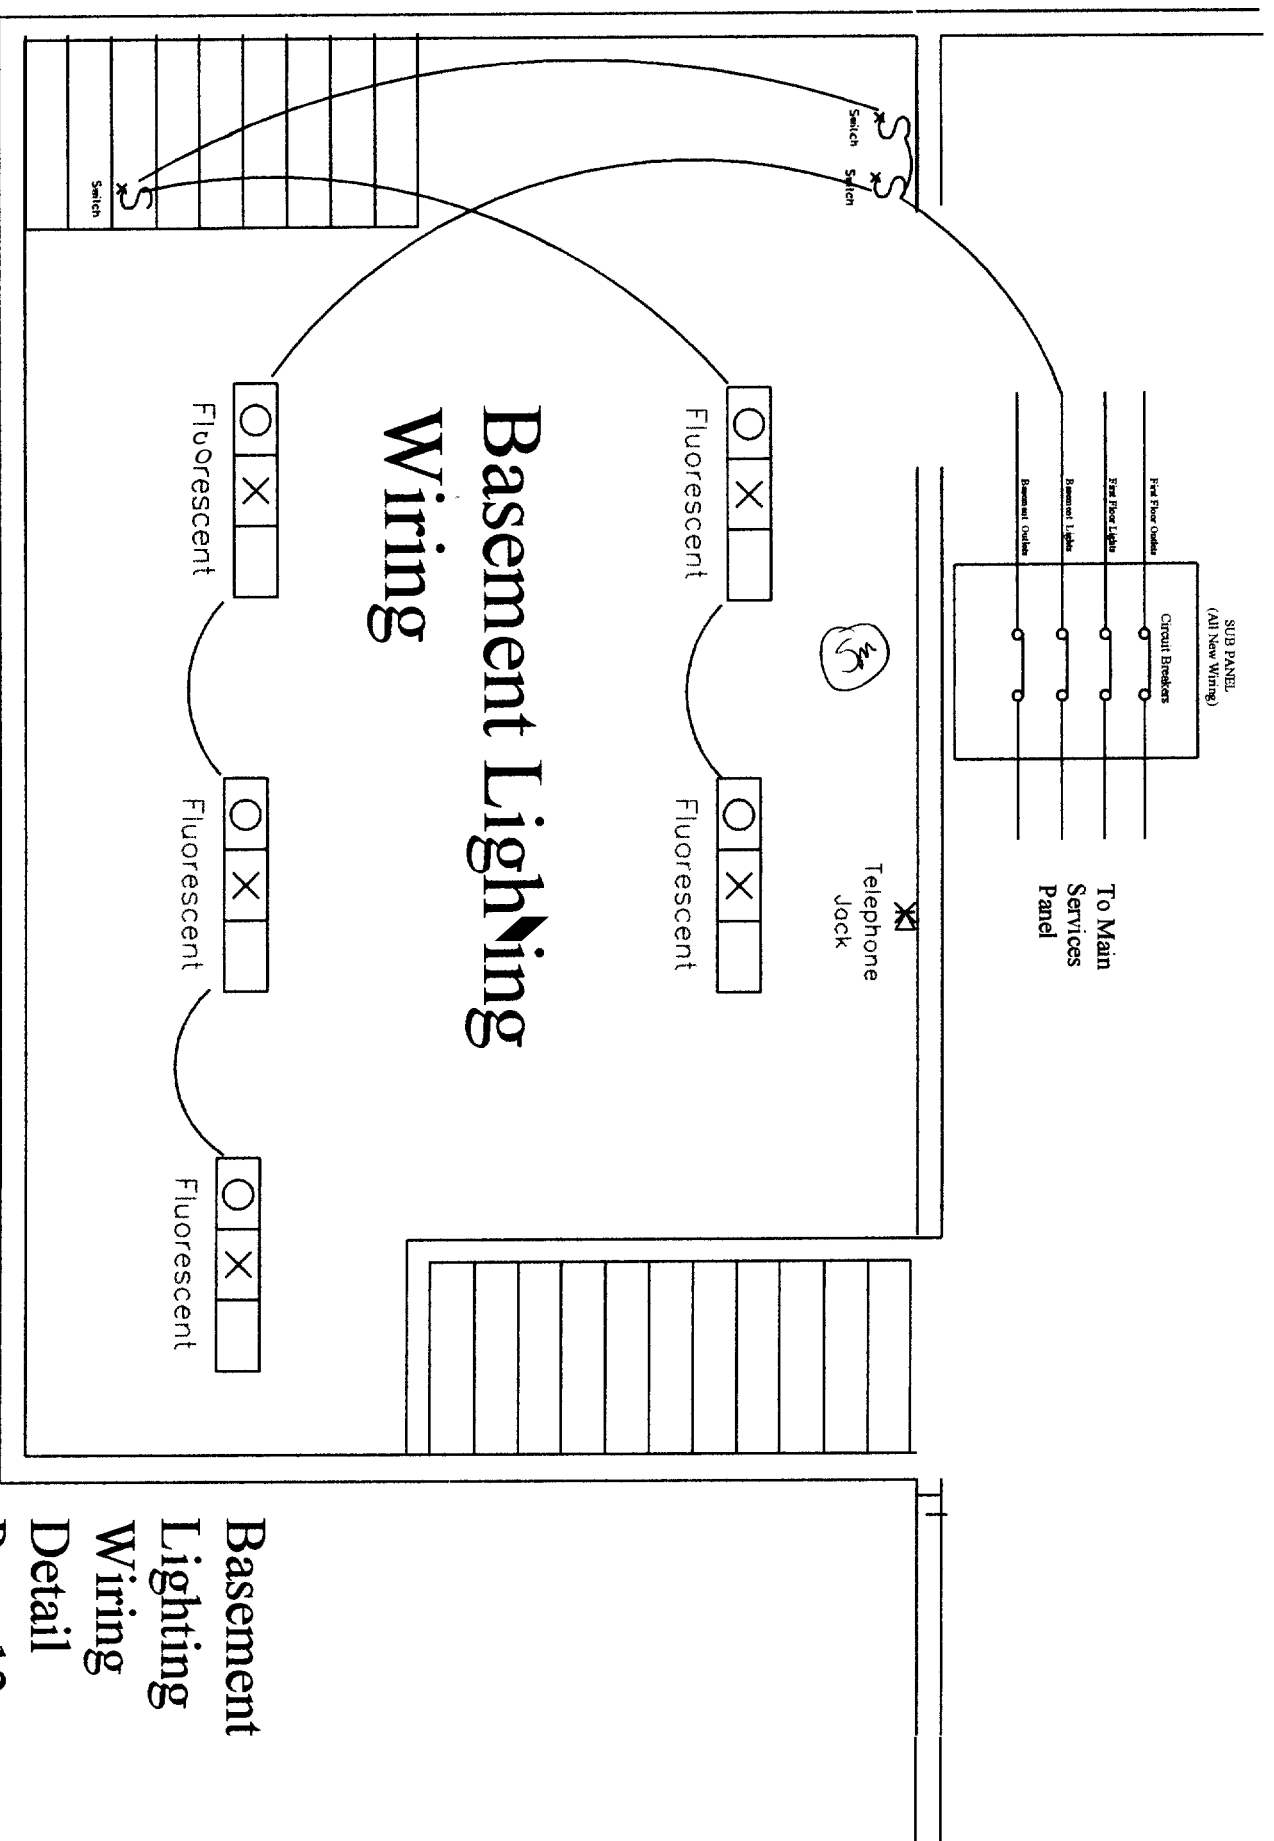 SUB PANEL
(All New Wiring)
Circuit Breakers
First Floor Outlets
First Floor Lights
Basement Lights
Basement Outlets
To Main
Services
Panel
Switch
Switch
Telephone
Jack
Fluorescent
Fluorescent
Basement Lighting
Wiring
Fluorescent
Fluorescent
Fluorescent
Switch
Basement
Lighting
Wiring
Detail